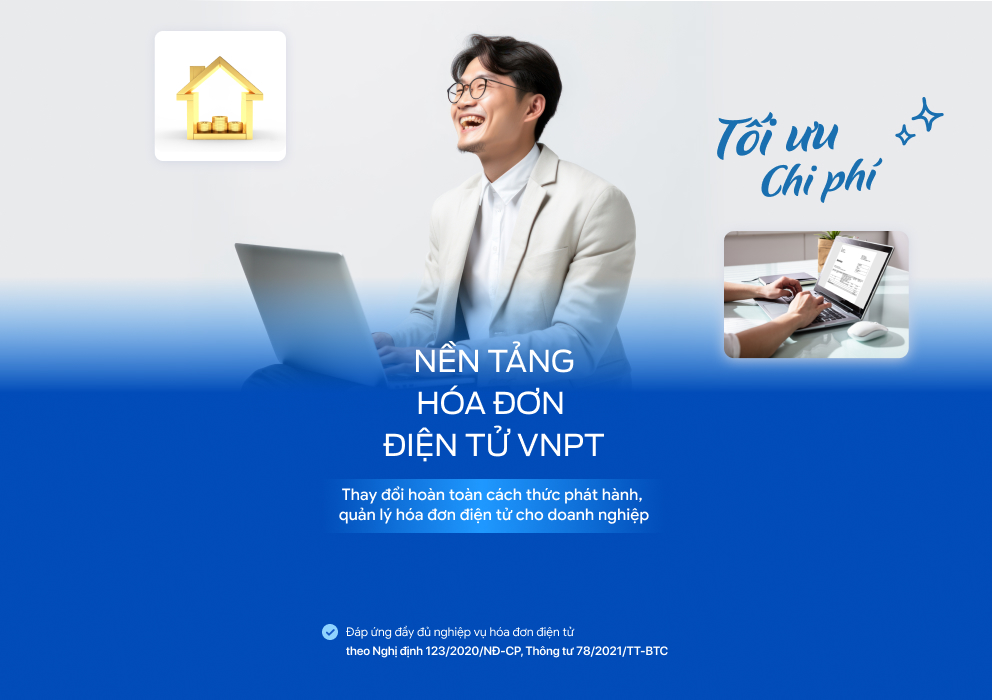 Tối ưu
Chi phí
NỀN TẢNG
HÓA ĐƠN
ĐIỆN TỬ VNPT
Thay đổi hoàn toàn cách thức phát hành,
quản lý hóa đơn điện tử cho doanh nghiệp
Đáp ứng đầy đủ nghiệp vụ hóa đơn điện tử
theo Nghị định 123/2020/NĐ-CP, Thông tư 78/2021/TT-BTC